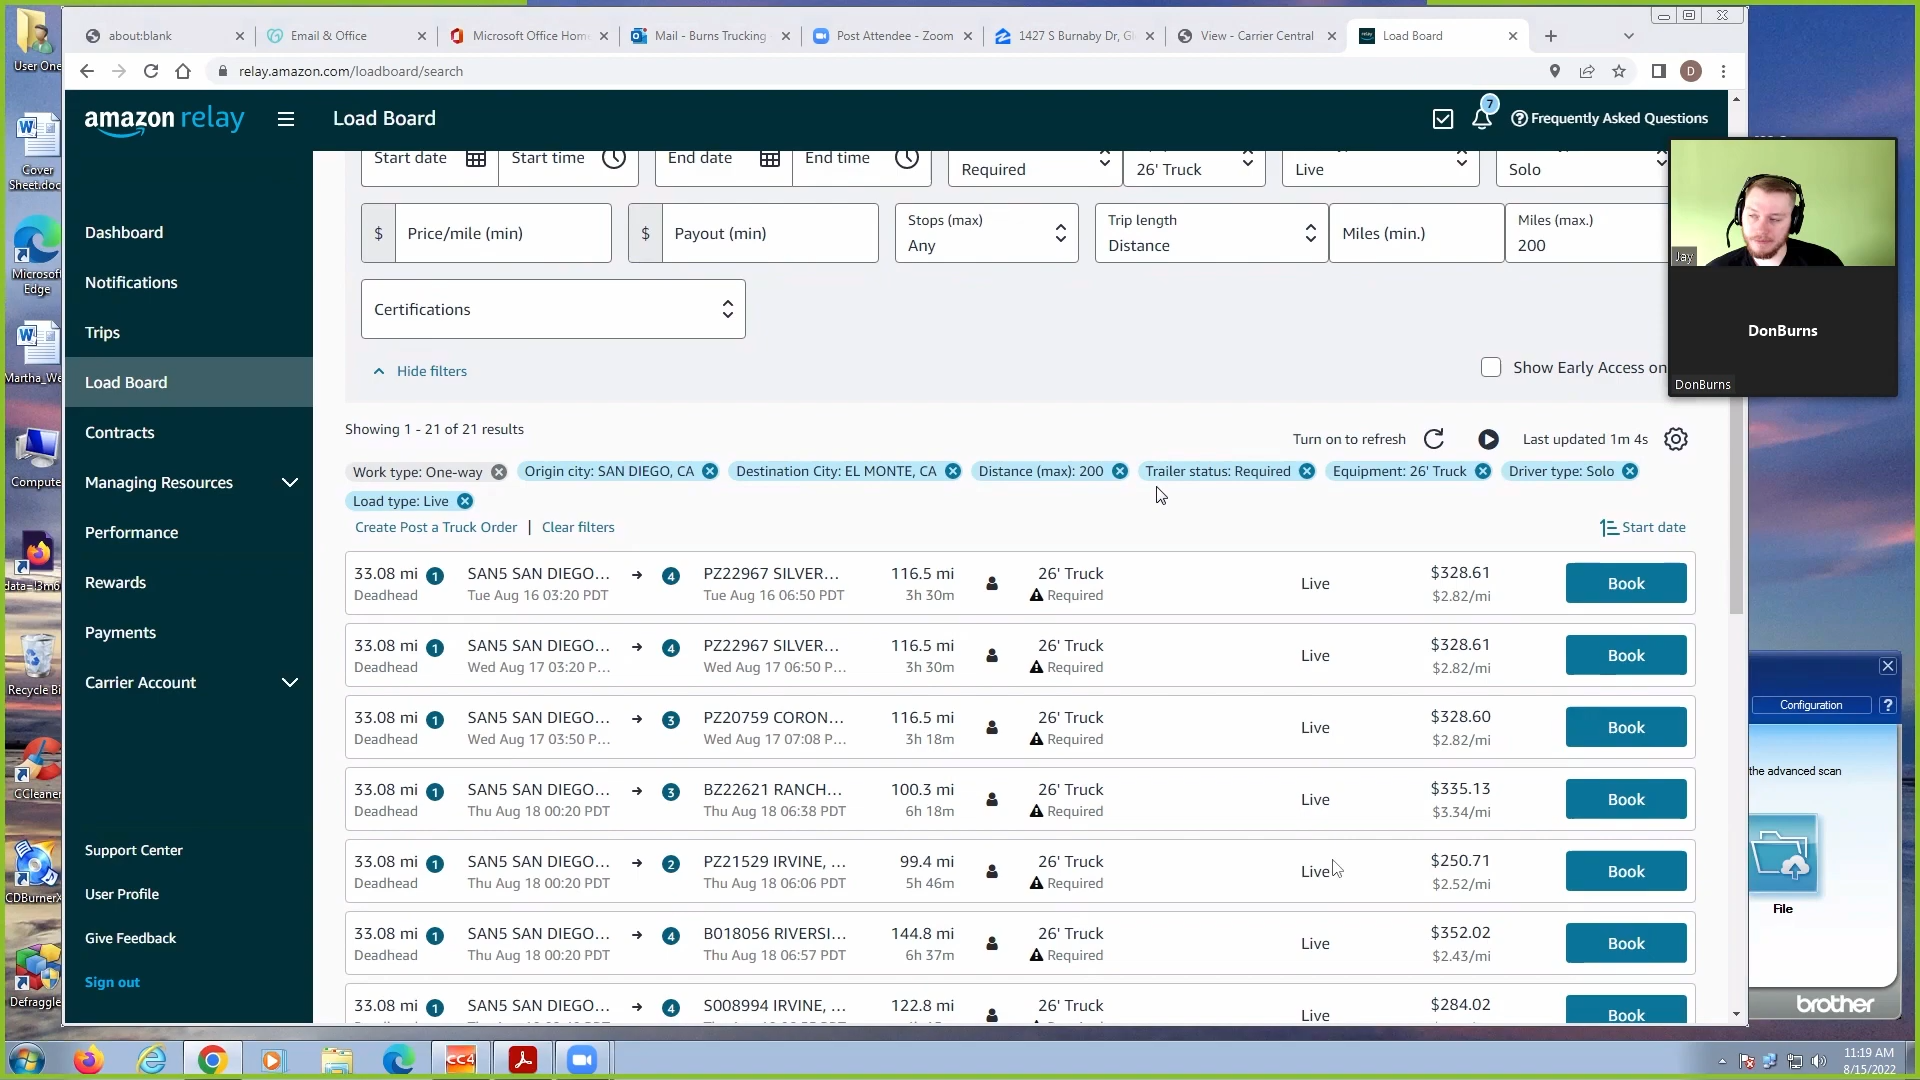 User One
about:blank
Email & Office
Microsoft Office Home
Mail - Burns Trucking
Post Attendee - Zoom
1427 S Burnaby Dr, Gl
View - Carrier Central
Load Board
relay.amazon.com/loadboard/search
D
amazon relay
Load Board
7
Frequently Asked Questions
Start date
Start time
End date
End time
Required
26' Truck
Live
Solo
$
Price/mile (min)
$
Payout (min)
Stops (max)
Any
Trip length
Distance
Miles (min.)
Miles (max.)
200
Certifications
Hide filters
Show Early Access on
Jay
DonBurns
DonBurns
Dashboard
Notifications
Trips
Load Board
Contracts
Managing Resources
Performance
Rewards
Payments
Carrier Account
Support Center
User Profile
Give Feedback
Sign out
Showing 1 - 21 of 21 results
Turn on to refresh
Last updated 1m 4s
Work type: One-way
Origin city: SAN DIEGO, CA
Destination City: EL MONTE, CA
Distance (max): 200
Trailer status: Required
Equipment: 26' Truck
Driver type: Solo
Load type: Live
Create Post a Truck Order | Clear filters
Start date
33.08 mi 1 SAN5 SAN DIEGO... 4 PZ22967 SILVER... 116.5 mi 26' Truck Live $328.61 Book
Deadhead Tue Aug 16 03:20 PDT Tue Aug 16 06:50 PDT 3h 30m Required $2.82/mi
33.08 mi 1 SAN5 SAN DIEGO... 4 PZ22967 SILVER... 116.5 mi 26' Truck Live $328.61 Book
Deadhead Wed Aug 17 03:20 P... Wed Aug 17 06:50 P... 3h 30m Required $2.82/mi
33.08 mi 1 SAN5 SAN DIEGO... 3 PZ20759 CORON... 116.5 mi 26' Truck Live $328.60 Book
Deadhead Wed Aug 17 03:50 P... Wed Aug 17 07:08 P... 3h 18m Required $2.82/mi
33.08 mi 1 SAN5 SAN DIEGO... 3 BZ22621 RANCH... 100.3 mi 26' Truck Live $335.13 Book
Deadhead Thu Aug 18 00:20 PDT Thu Aug 18 06:38 PDT 6h 18m Required $3.34/mi
33.08 mi 1 SAN5 SAN DIEGO... 2 PZ21529 IRVINE, ... 99.4 mi 26' Truck Live $250.71 Book
Deadhead Thu Aug 18 00:20 PDT Thu Aug 18 06:06 PDT 5h 46m Required $2.52/mi
33.08 mi 1 SAN5 SAN DIEGO... 4 B018056 RIVERSI... 144.8 mi 26' Truck Live $352.02 Book
Deadhead Thu Aug 18 00:20 PDT Thu Aug 18 06:57 PDT 6h 37m Required $2.43/mi
33.08 mi 1 SAN5 SAN DIEGO... 4 S008994 IRVINE, ... 122.8 mi 26' Truck Live $284.02 Book
Cover
Sheet.doc
Microsoft
Edge
Martha_We
Compute
data=!3m
Recycle Bi
CCleaner
CDBurnerX
Defraggle
Configuration
?
the advanced scan
File
brother
CC4
11:19 AM
8/15/2022